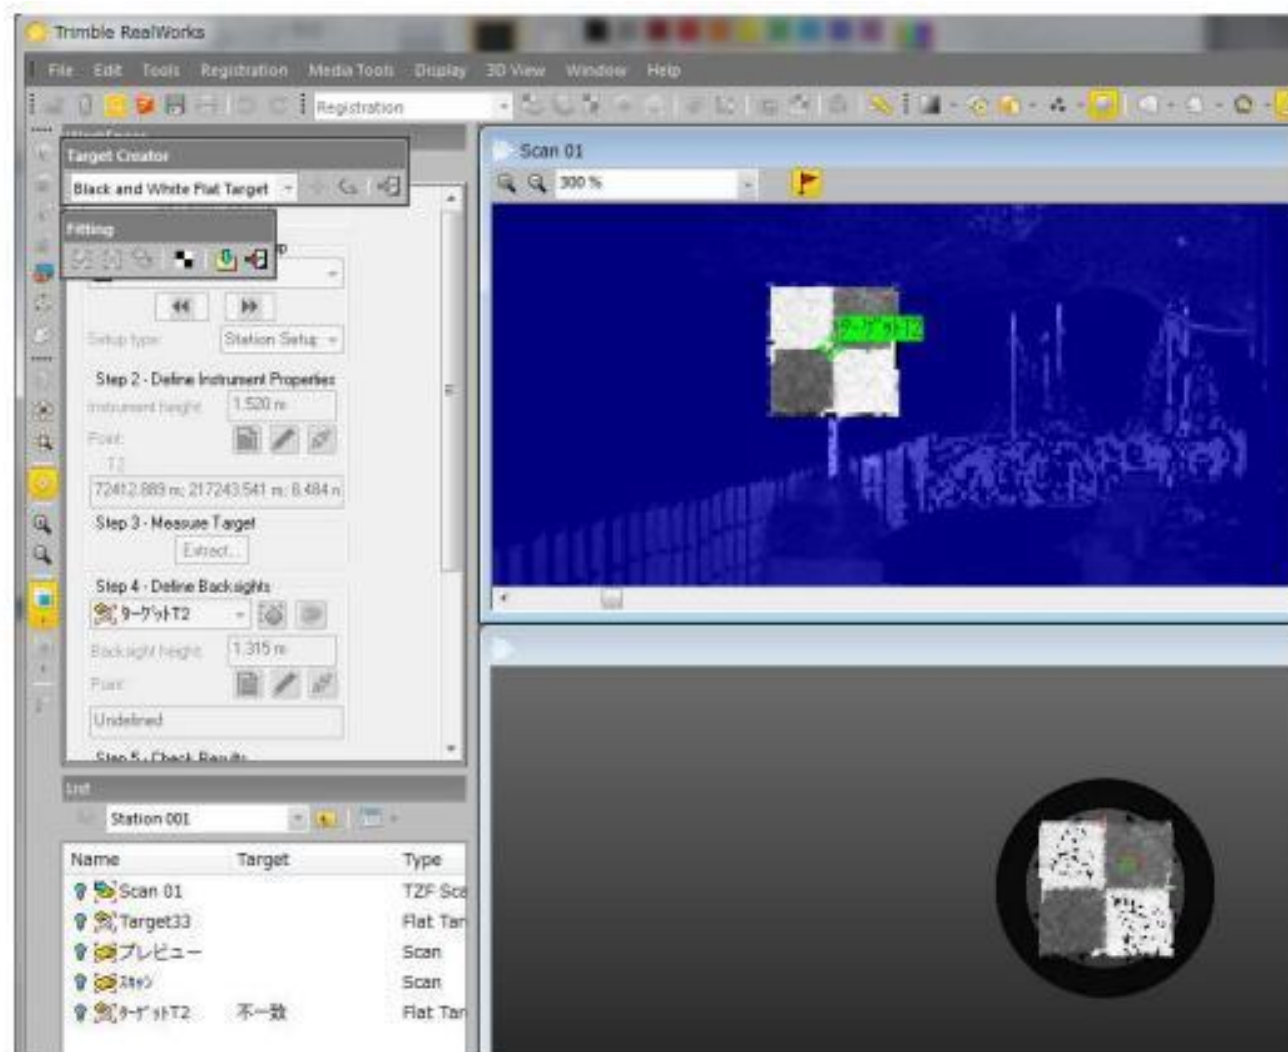 Trimble RealWorks
File Edit Tools Registration Media Tools Display 3D View Window Help
Registration
Target Creator
Black and White Flat Target
Fitting
Setup type: Station Setup
Step 2 - Define Instrument Properties
Instrument height: 1.520 m
Point:
T2
72412.889 m; 217243.541 m; 8.484 m
Step 3 - Measure Target
Extract...
Step 4 - Define Backsights
ターゲットT2
Backsight height: 1.315 m
Point:
Undefined
Step 5 - Check Results
List
Station 001
Name Target Type
Scan 01 TZF Sca
Target33 Flat Tar
プレビュー Scan
スキャン Scan
ターゲットT2 不一致 Flat Tar
Scan 01
300 %
ターゲットT2